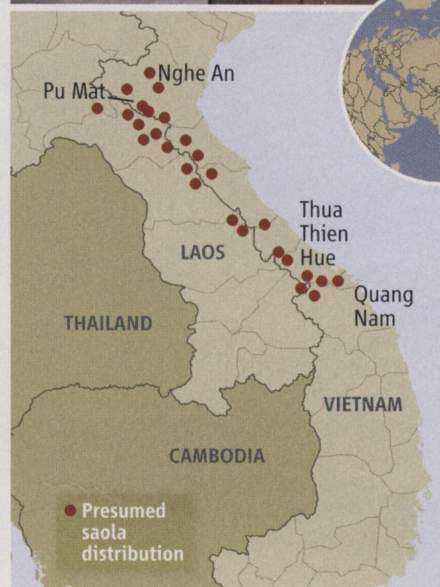 Nghe An
Pu Mat
Thua
Thien
Hue
LAOS
Quang
Nam
THAILAND
VIETNAM
CAMBODIA
Presumed
saola
distribution